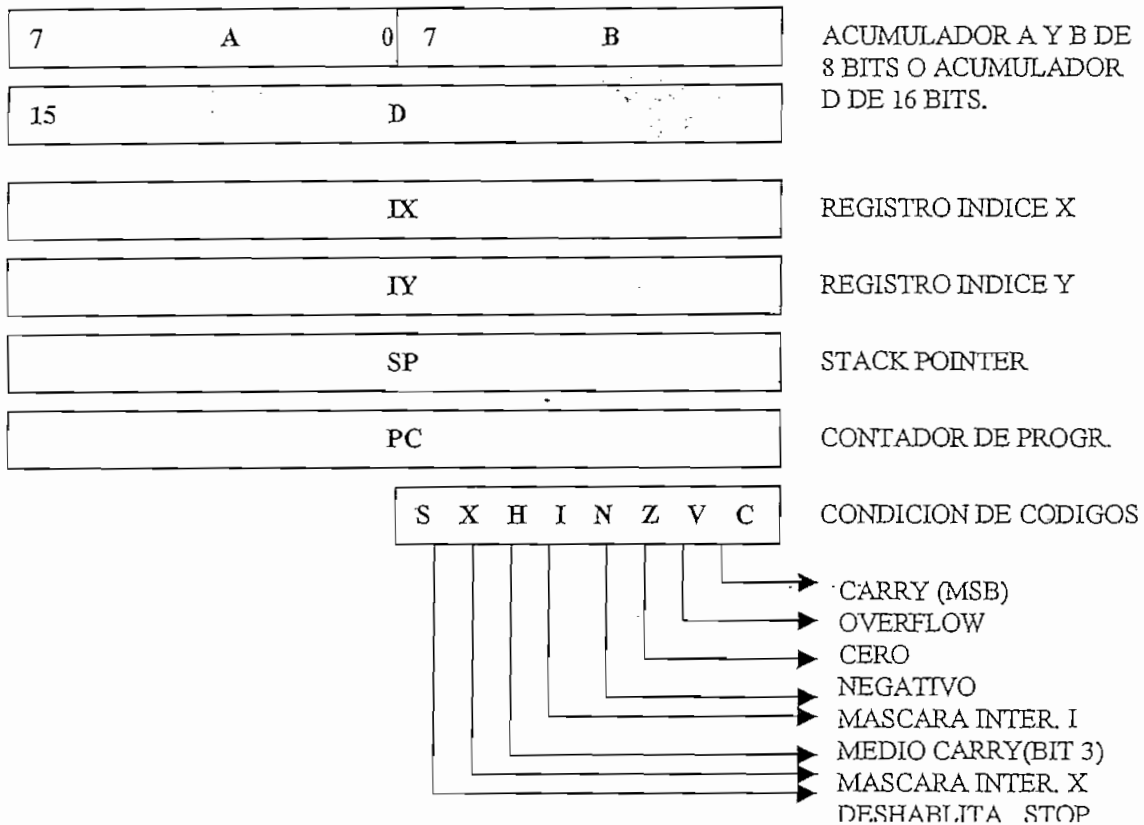 7 A 0 7 B
ACUMULADOR A Y B DE
8 BITS O ACUMULADOR
D DE 16 BITS.
15 D
IX
REGISTRO INDICE X
IY
REGISTRO INDICE Y
SP
STACK POINTER
PC
CONTADOR DE PROGR.
S X H I N Z V C
CONDICION DE CODIGOS
CARRY (MSB)
OVERFLOW
CERO
NEGATIVO
MASCARA INTER. I
MEDIO CARRY(BIT 3)
MASCARA INTER. X
DESHABLITA STOP